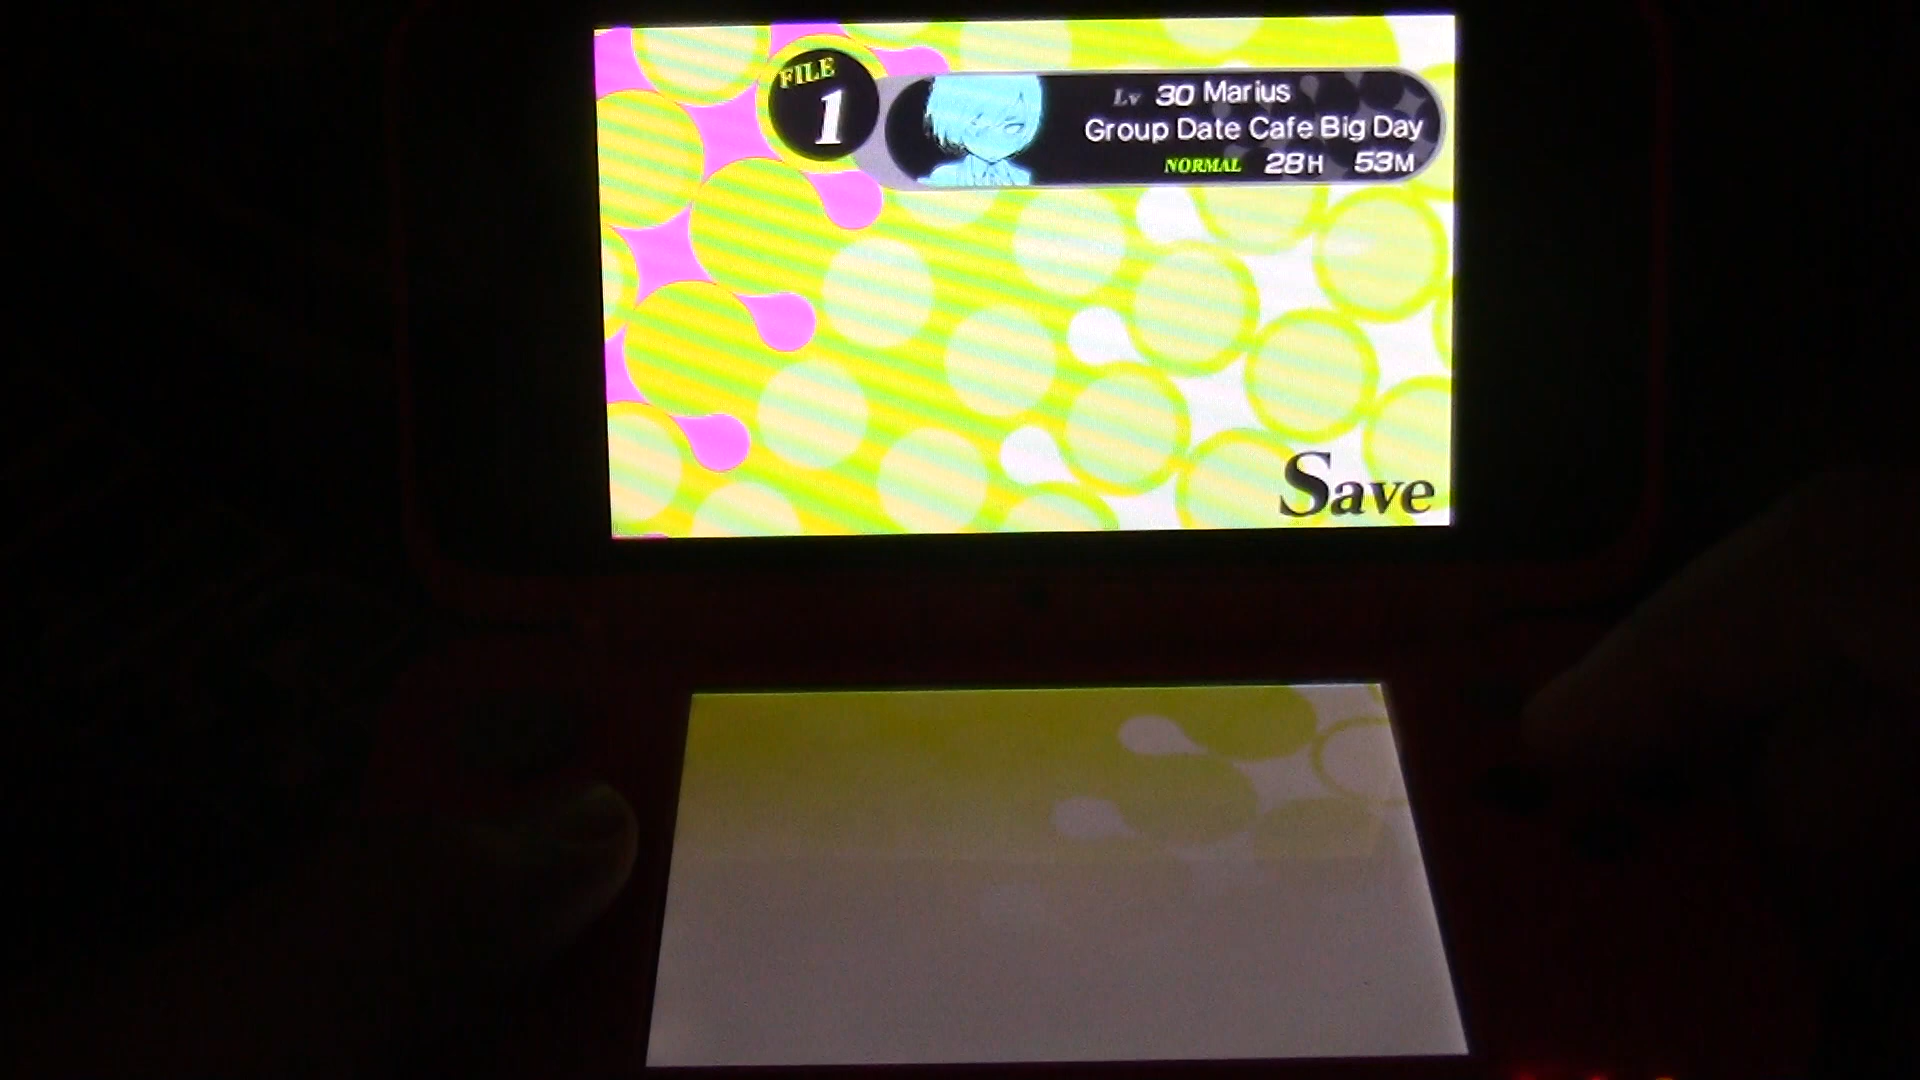 FILE
1
Lv 30 Marius
Group Date Cafe Big Day
NORMAL 28H 53M
Save